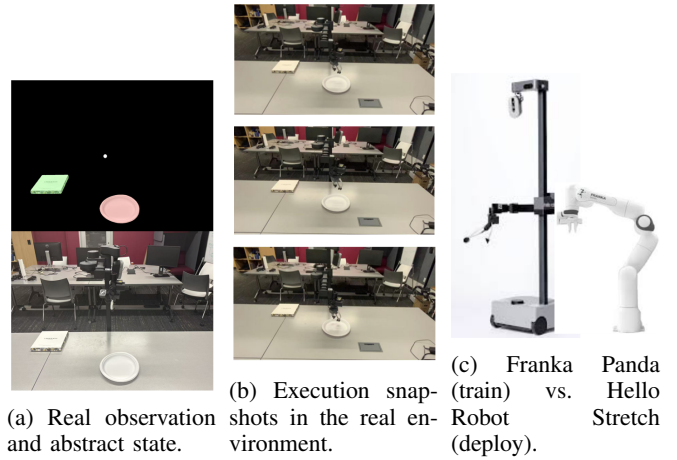 FRANKA
(a) Real observation
and abstract state.
(b) Execution snap-
shots in the real en-
vironment.
(c) Franka Panda
(train) vs. Hello
Robot Stretch
(deploy).